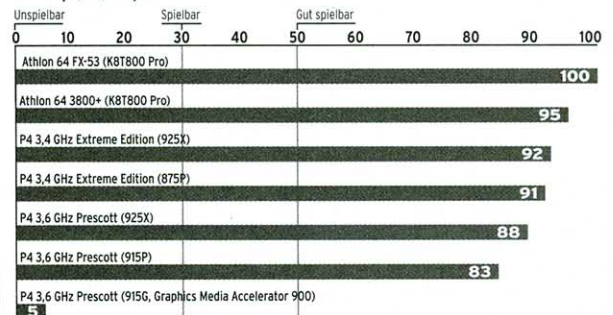 Unspielbar Spielbar Gut spielbar
0 10 20 30 40 50 60 70 80 90 100
Athlon 64 FX-53 (K8T800 Pro)
100
Athlon 64 3800+ (K8T800 Pro)
95
P4 3,4 GHz Extreme Edition (925X)
92
P4 3,4 GHz Extreme Edition (875P)
91
P4 3,6 GHz Prescott (925X)
88
P4 3,6 GHz Prescott (915P)
83
P4 3,6 GHz Prescott (915G, Graphics Media Accelerator 900)
5